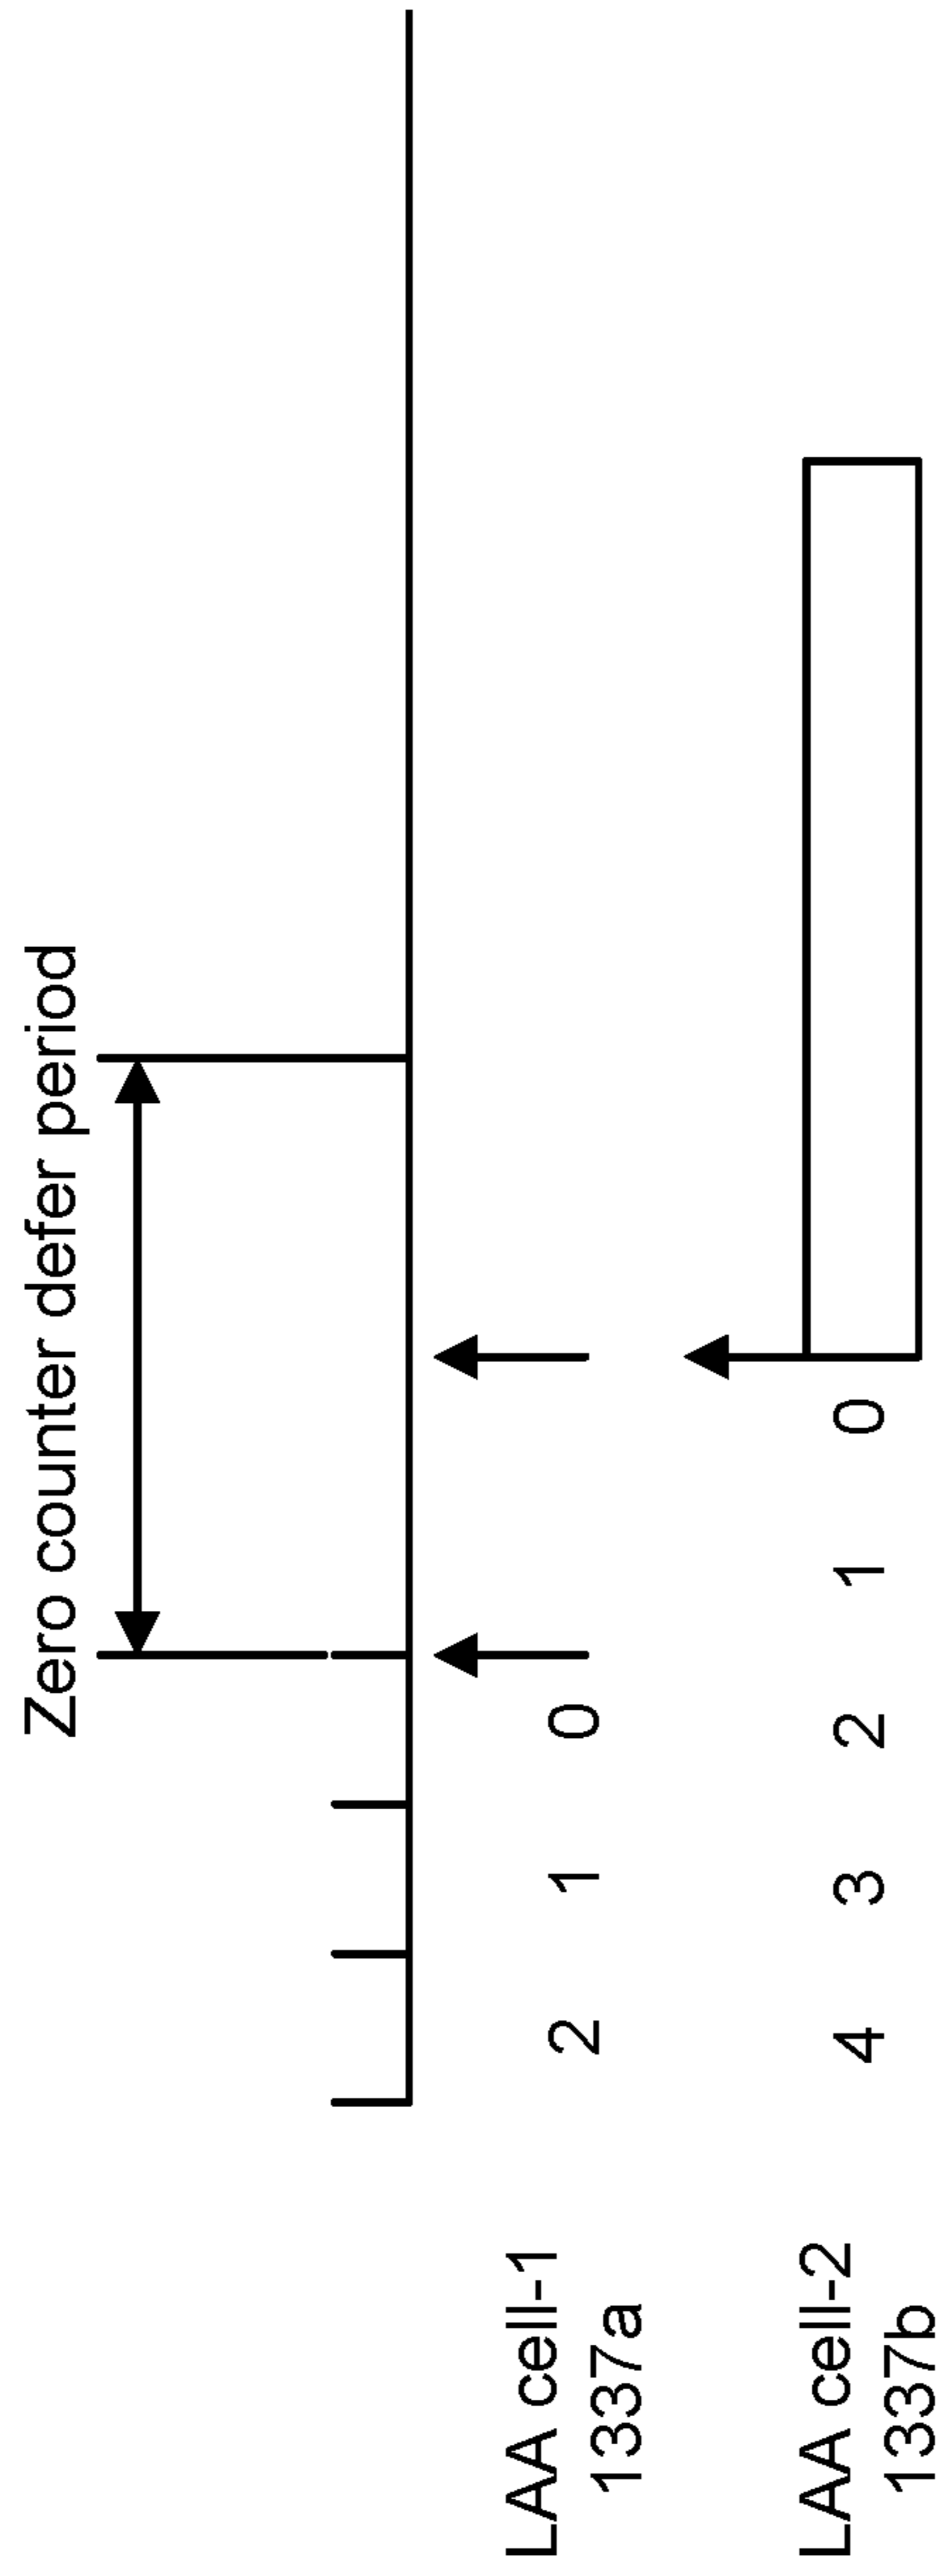 Zero counter defer period
LAA cell-1
1337a
2 1 0
LAA cell-2
1337b
4 3 2 1 0